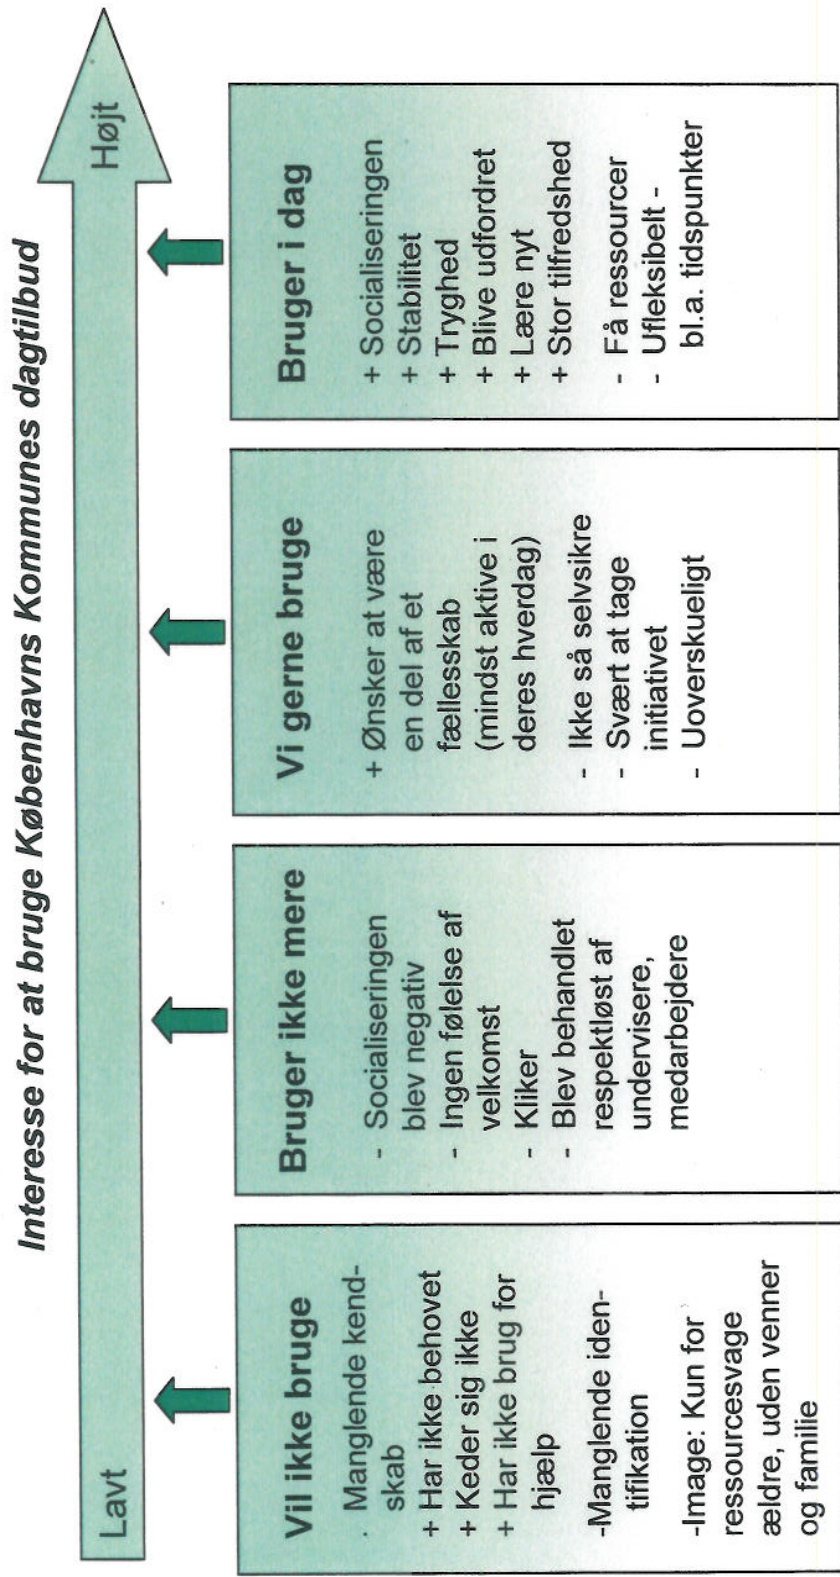 Interesse for at bruge Københavns Kommunes dagtilbud
Lavt
Højt
Vil ikke bruge
· Manglende kend-
skab
+ Har ikke behovet
+ Keder sig ikke
+ Har ikke brug for
hjælp
-Manglende iden-
tifikation
-Image: Kun for
ressourcesvage
ældre, uden venner
og familie
Bruger ikke mere
- Socialiseringen
blev negativ
- Ingen følelse af
velkomst
- Kliker
- Blev behandlet
respektløst af
undervisere,
medarbejdere
Vi gerne bruge
+ Ønsker at være
en del af et
fællesskab
(mindst aktive i
deres hverdag)
- Ikke så selvsikre
- Svært at tage
initiativet
- Uoverskueligt
Bruger i dag
+ Socialiseringen
+ Stabilitet
+ Tryghed
+ Blive udfordret
+ Lære nyt
+ Stor tilfredshed
- Få ressourcer
- Ufleksibelt -
bl.a. tidspunkter